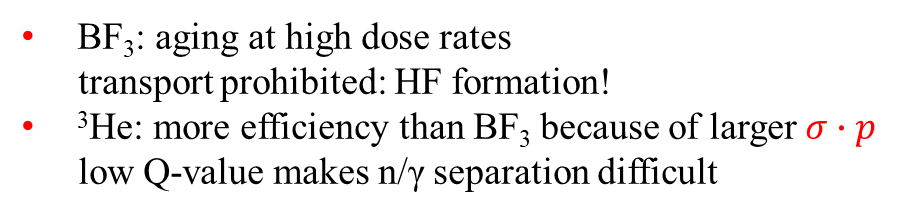 • BF₃: aging at high dose rates
transport prohibited: HF formation!
• ³He: more efficiency than BF₃ because of larger σ · p
low Q-value makes n/γ separation difficult